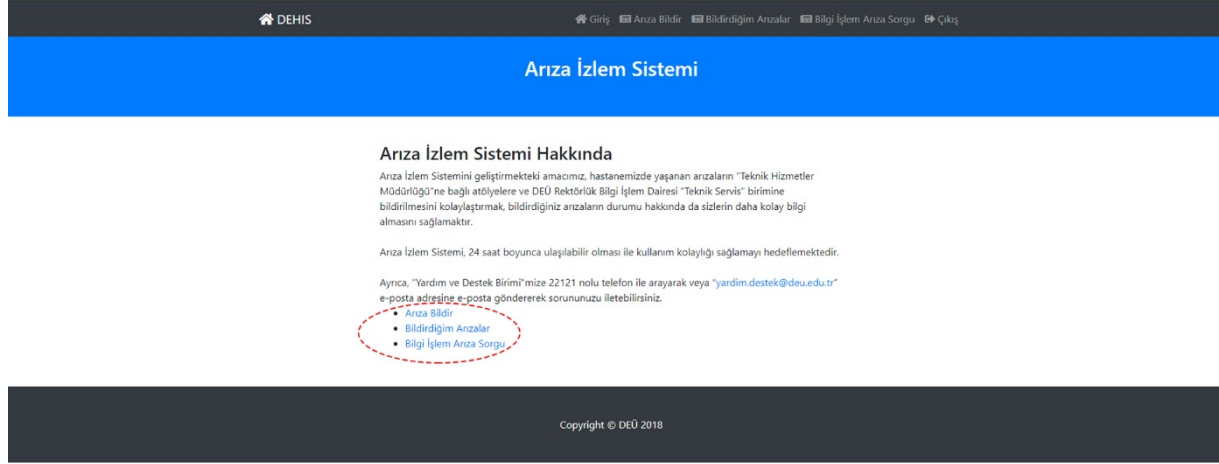 DEHIS
Giriş Arıza Bildir Bildirdiğim Arızalar Bilgi İşlem Arıza Sorgu Çıkış
Arıza İzlem Sistemi
Arıza İzlem Sistemi Hakkında
Arıza İzlem Sistemini geliştirmekteki amacımız, hastanemizde yaşanan arızaların "Teknik Hizmetler
Müdürlüğü"ne bağlı atölyelere ve DEÜ Rektörlük Bilgi İşlem Dairesi "Teknik Servis" birimine
bildirilmesini kolaylaştırmak, bildirdiğiniz arızaların durumu hakkında da sizlerin daha kolay bilgi
almasını sağlamaktır.
Arıza İzlem Sistemi, 24 saat boyunca ulaşılabilir olması ile kullanım kolaylığı sağlamayı hedeflemektedir.
Ayrıca, "Yardım ve Destek Birimi"mize 22121 nolu telefon ile arayarak veya "yardim.destek@deu.edu.tr"
e-posta adresine e-posta göndererek sorununuzu iletebilirsiniz.
Arıza Bildir
Bildirdiğim Arızalar
Bilgi İşlem Arıza Sorgu
Copyright © DEÜ 2018